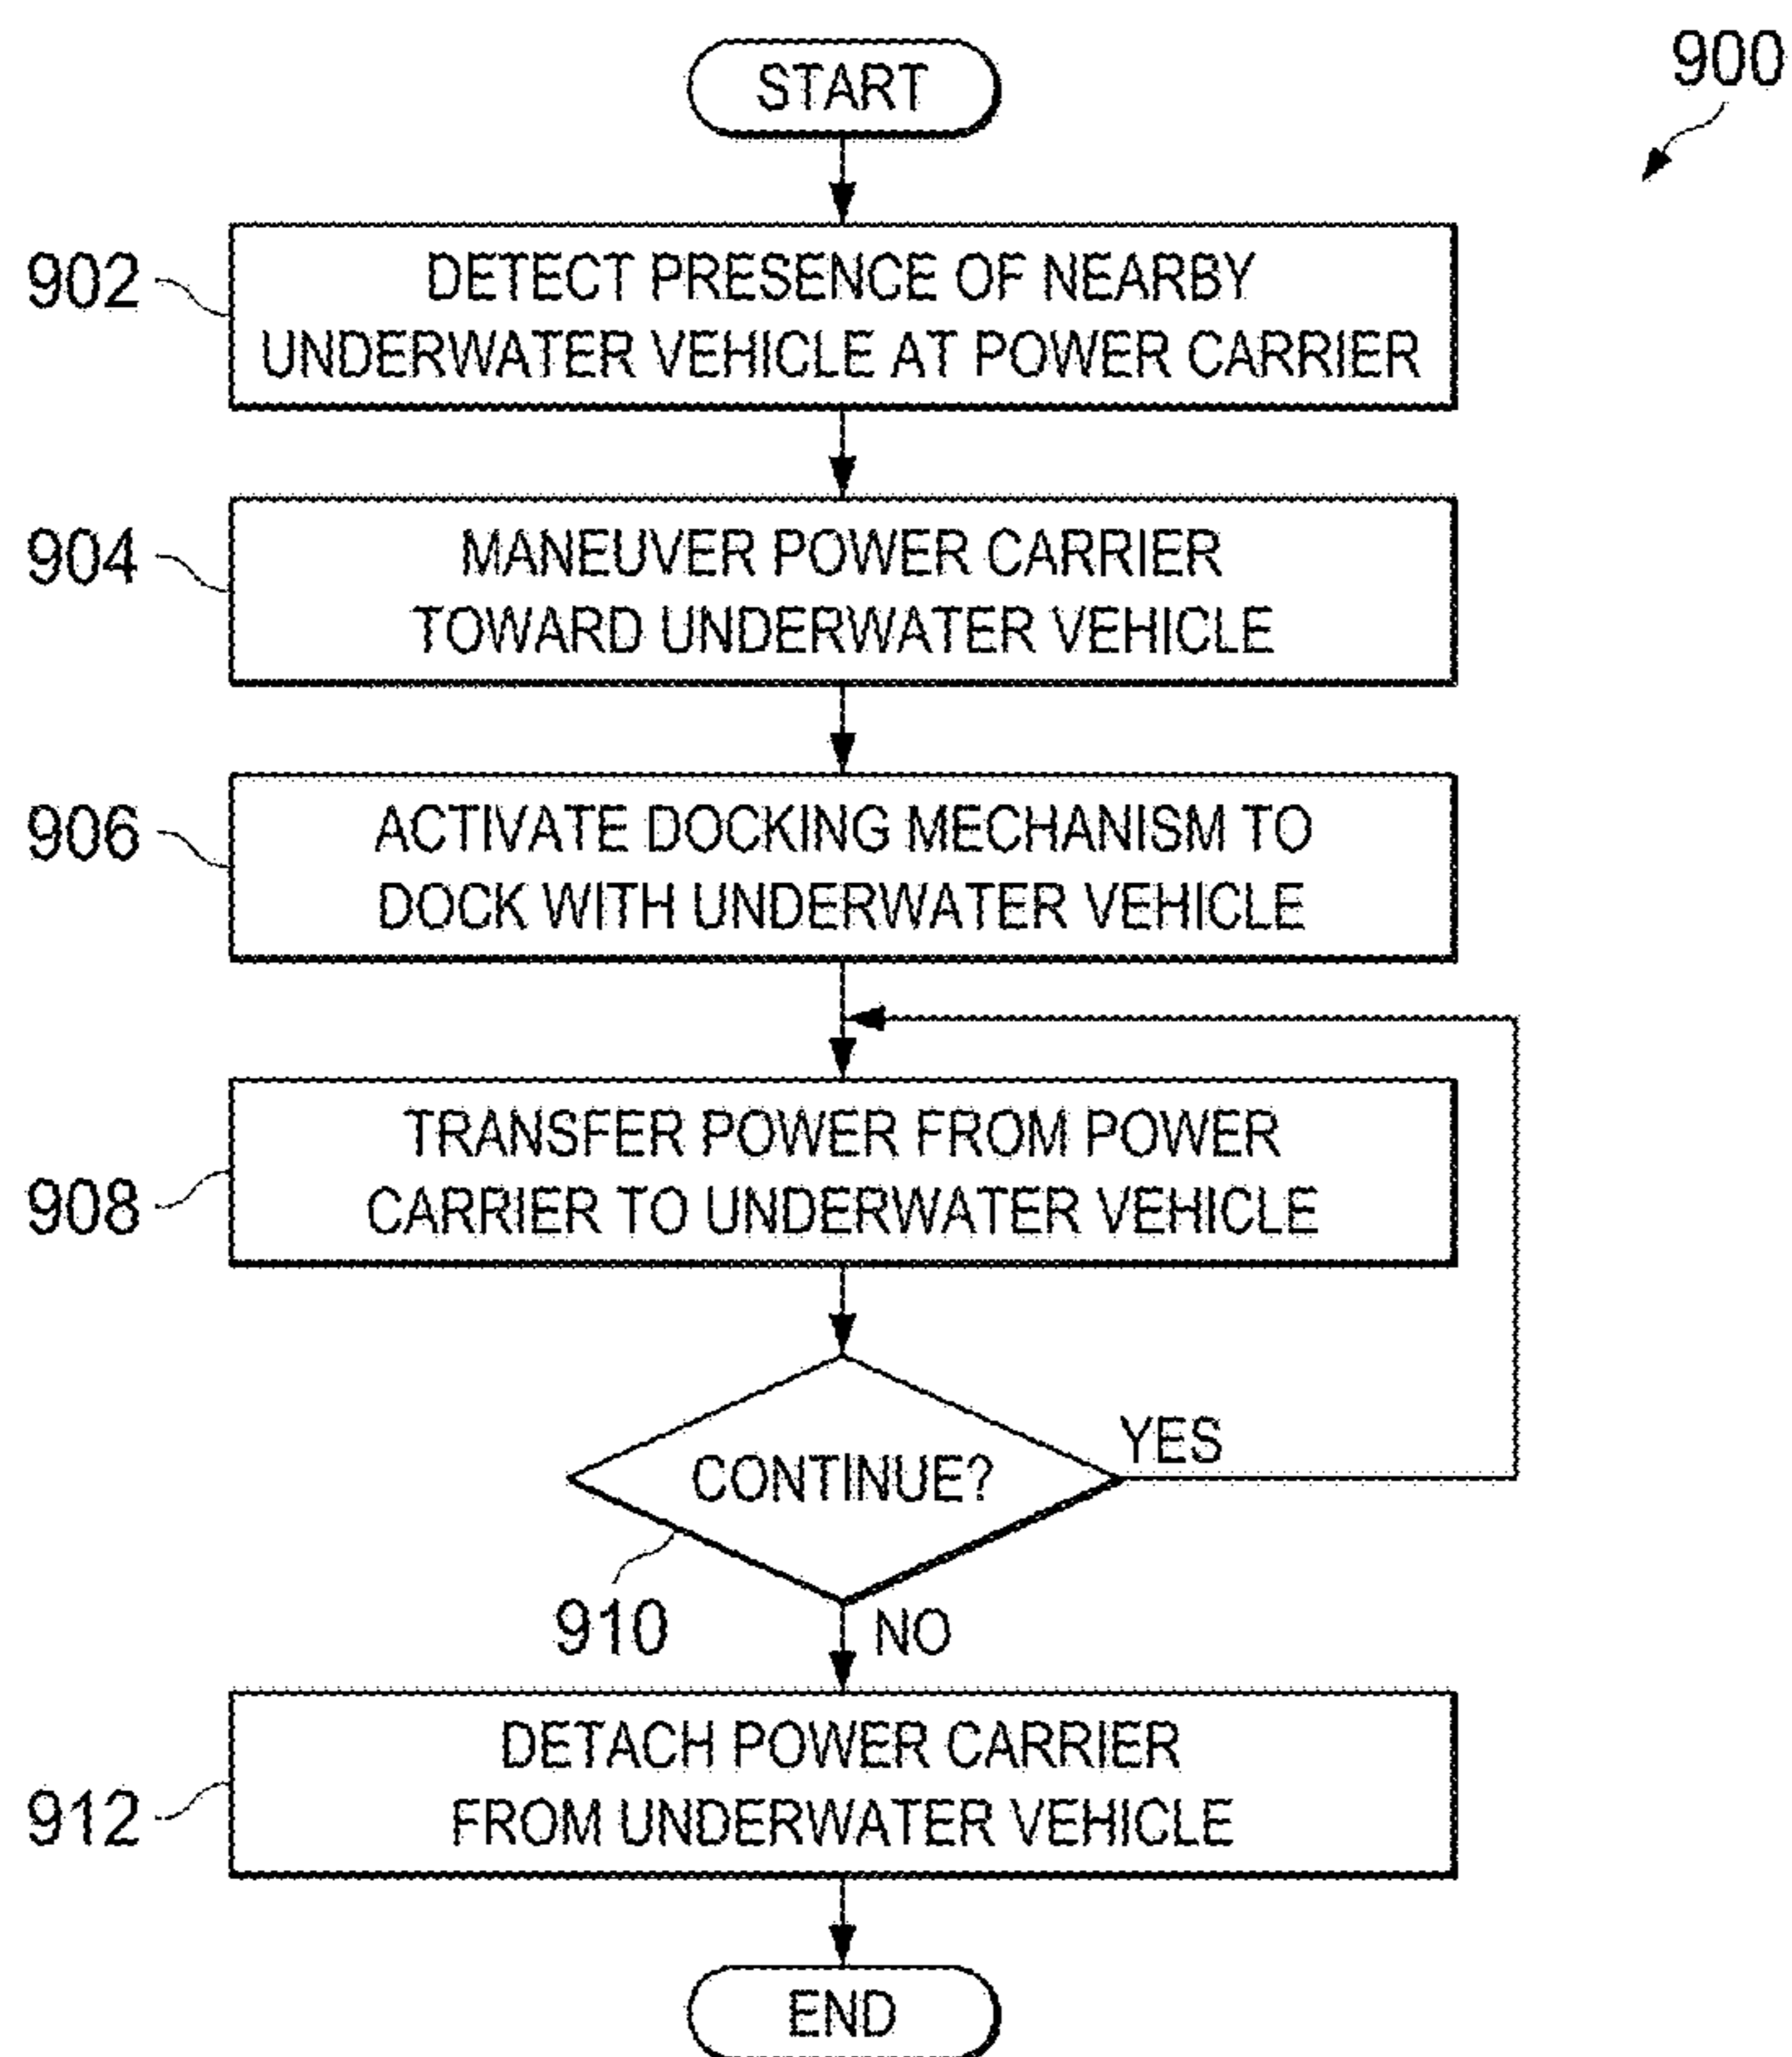 900
START
902
DETECT PRESENCE OF NEARBY
UNDERWATER VEHICLE AT POWER CARRIER
904
MANEUVER POWER CARRIER
TOWARD UNDERWATER VEHICLE
906
ACTIVATE DOCKING MECHANISM TO
DOCK WITH UNDERWATER VEHICLE
908
TRANSFER POWER FROM POWER
CARRIER TO UNDERWATER VEHICLE
CONTINUE?
YES
910
NO
912
DETACH POWER CARRIER
FROM UNDERWATER VEHICLE
END